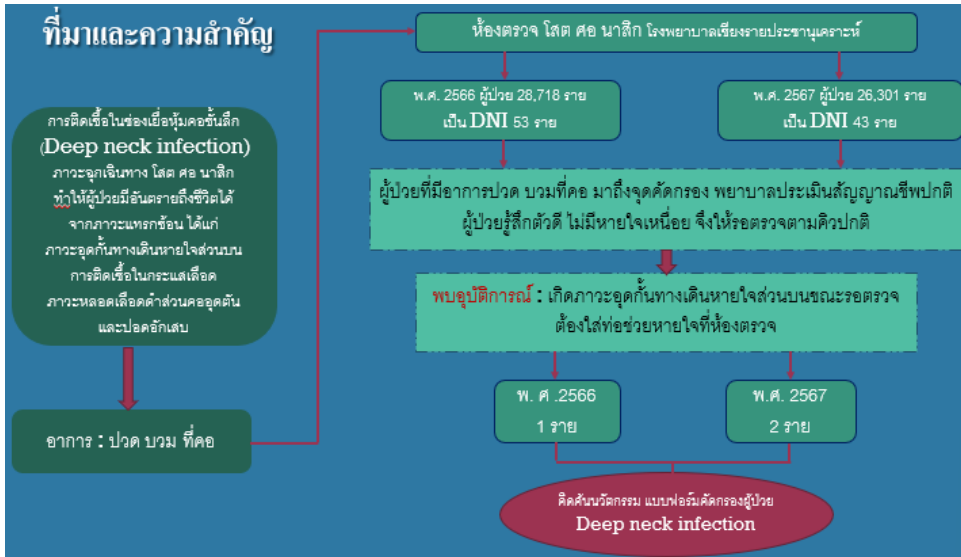 ที่มาและความสำคัญ
การติดเชื้อในช่องเยื่อหุ้มคอชั้นลึก
(Deep neck infection)
ภาวะฉุกเฉินทาง โสต ศอ นาสิก
ทำให้ผู้ป่วยมีอันตรายถึงชีวิตได้
จากภาวะแทรกซ้อน ได้แก่
ภาวะอุดกั้นทางเดินหายใจส่วนบน
การติดเชื้อในกระแสเลือด
ภาวะหลอดเลือดดำส่วนคออุดตัน
และปอดอักเสบ
อาการ : ปวด บวม ที่คอ
ห้องตรวจ โสต ศอ นาสิก โรงพยาบาลเชียงรายประชานุเคราะห์
พ.ศ. 2566 ผู้ป่วย 28,718 ราย
เป็น DNI 53 ราย
พ.ศ. 2567 ผู้ป่วย 26,301 ราย
เป็น DNI 43 ราย
ผู้ป่วยที่มีอาการปวด บวมที่คอ มาถึงจุดคัดกรอง พยาบาลประเมินสัญญาณชีพปกติ
ผู้ป่วยรู้สึกตัวดี ไม่มีหายใจเหนื่อย จึงให้รอตรวจตามคิวปกติ
พบอุบัติการณ์ : เกิดภาวะอุดกั้นทางเดินหายใจส่วนบนขณะรอตรวจ
ต้องใส่ท่อช่วยหายใจที่ห้องตรวจ
พ. ศ .2566
1 ราย
พ.ศ. 2567
2 ราย
คิดค้นนวัตกรรม แบบฟอร์มคัดกรองผู้ป่วย
Deep neck infection